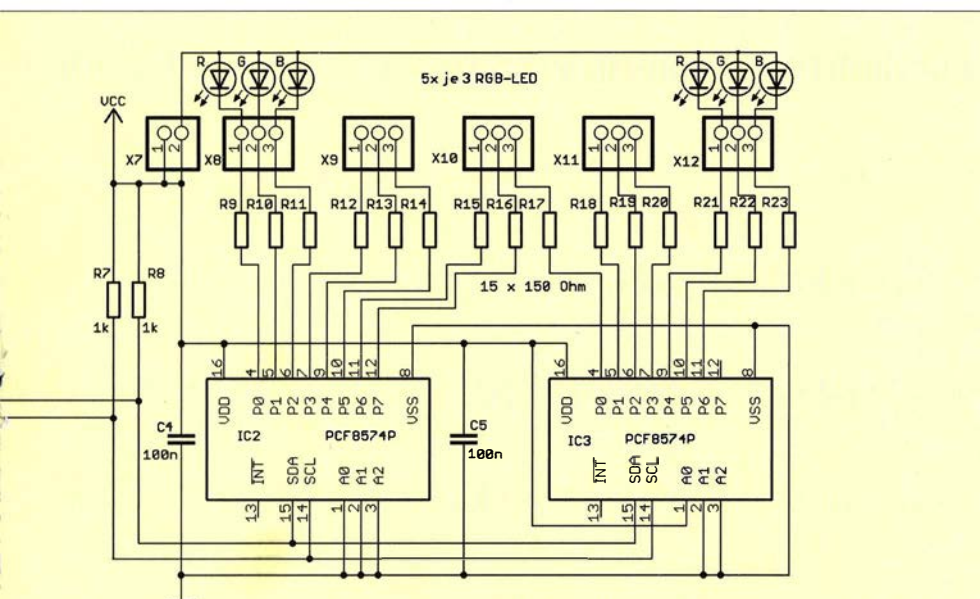 R G B
5x je 3 RGB-LED
R G B
VCC
X7 1 2
X8 1 2 3
X9 1 2 3
X10 1 2 3
X11 1 2 3
X12 1 2 3
R9 R10 R11
R12 R13 R14
R15 R16 R17
R18 R19 R20
R21 R22 R23
R7 R8
1k 1k
15 x 150 Ohm
16 4 5 6 7 9 10 11 12 8
VDD P0 P1 P2 P3 P4 P5 P6 P7 VSS
IC2 PCF8574P
INT SDA SCL A0 A1 A2
13 15 14 1 2 3
C4
100n
C5
100n
16 4 5 6 7 9 10 11 12 8
VDD P0 P1 P2 P3 P4 P5 P6 P7 VSS
IC3 PCF8574P
INT SDA SCL A0 A1 A2
13 15 14 1 2 3